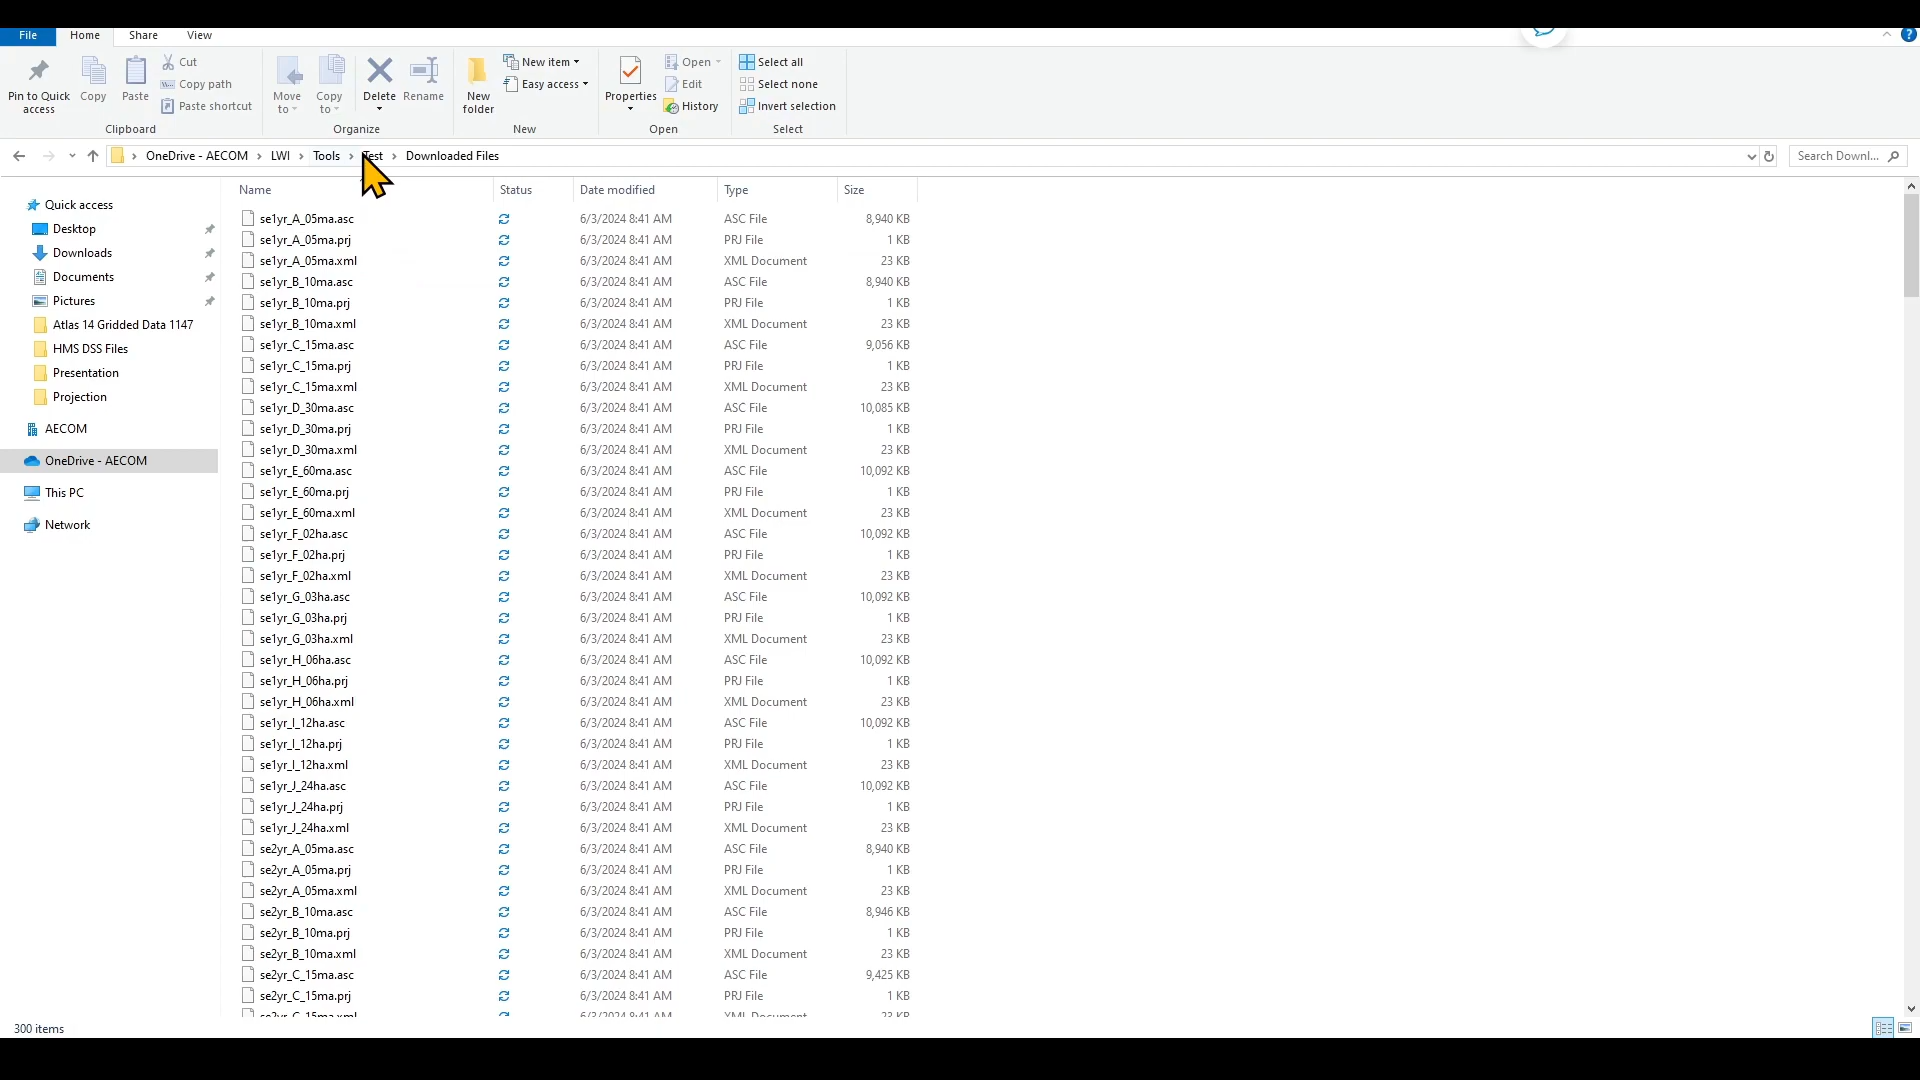 File Home Share View
Pin to Quick access
Copy
Paste
Cut
Copy path
Paste shortcut
Clipboard
Move to
Copy to
Delete
Rename
Organize
New folder
New item
Easy access
New
Properties
Open
Edit
History
Open
Select all
Select none
Invert selection
Select
OneDrive - AECOM › LWI › Tools › Test › Downloaded Files
Search Downl...
Quick access
Desktop
Downloads
Documents
Pictures
Atlas 14 Gridded Data 1147
HMS DSS Files
Presentation
Projection
AECOM
OneDrive - AECOM
This PC
Network
Name Status Date modified Type Size
se1yr_A_05ma.asc 6/3/2024 8:41 AM ASC File 8,940 KB
se1yr_A_05ma.prj 6/3/2024 8:41 AM PRJ File 1 KB
se1yr_A_05ma.xml 6/3/2024 8:41 AM XML Document 23 KB
se1yr_B_10ma.asc 6/3/2024 8:41 AM ASC File 8,940 KB
se1yr_B_10ma.prj 6/3/2024 8:41 AM PRJ File 1 KB
se1yr_B_10ma.xml 6/3/2024 8:41 AM XML Document 23 KB
se1yr_C_15ma.asc 6/3/2024 8:41 AM ASC File 9,056 KB
se1yr_C_15ma.prj 6/3/2024 8:41 AM PRJ File 1 KB
se1yr_C_15ma.xml 6/3/2024 8:41 AM XML Document 23 KB
se1yr_D_30ma.asc 6/3/2024 8:41 AM ASC File 10,085 KB
se1yr_D_30ma.prj 6/3/2024 8:41 AM PRJ File 1 KB
se1yr_D_30ma.xml 6/3/2024 8:41 AM XML Document 23 KB
se1yr_E_60ma.asc 6/3/2024 8:41 AM ASC File 10,092 KB
se1yr_E_60ma.prj 6/3/2024 8:41 AM PRJ File 1 KB
se1yr_E_60ma.xml 6/3/2024 8:41 AM XML Document 23 KB
se1yr_F_02ha.asc 6/3/2024 8:41 AM ASC File 10,092 KB
se1yr_F_02ha.prj 6/3/2024 8:41 AM PRJ File 1 KB
se1yr_F_02ha.xml 6/3/2024 8:41 AM XML Document 23 KB
se1yr_G_03ha.asc 6/3/2024 8:41 AM ASC File 10,092 KB
se1yr_G_03ha.prj 6/3/2024 8:41 AM PRJ File 1 KB
se1yr_G_03ha.xml 6/3/2024 8:41 AM XML Document 23 KB
se1yr_H_06ha.asc 6/3/2024 8:41 AM ASC File 10,092 KB
se1yr_H_06ha.prj 6/3/2024 8:41 AM PRJ File 1 KB
se1yr_H_06ha.xml 6/3/2024 8:41 AM XML Document 23 KB
se1yr_I_12ha.asc 6/3/2024 8:41 AM ASC File 10,092 KB
se1yr_I_12ha.prj 6/3/2024 8:41 AM PRJ File 1 KB
se1yr_I_12ha.xml 6/3/2024 8:41 AM XML Document 23 KB
se1yr_J_24ha.asc 6/3/2024 8:41 AM ASC File 10,092 KB
se1yr_J_24ha.prj 6/3/2024 8:41 AM PRJ File 1 KB
se1yr_J_24ha.xml 6/3/2024 8:41 AM XML Document 23 KB
se2yr_A_05ma.asc 6/3/2024 8:41 AM ASC File 8,940 KB
se2yr_A_05ma.prj 6/3/2024 8:41 AM PRJ File 1 KB
se2yr_A_05ma.xml 6/3/2024 8:41 AM XML Document 23 KB
se2yr_B_10ma.asc 6/3/2024 8:41 AM ASC File 8,946 KB
se2yr_B_10ma.prj 6/3/2024 8:41 AM PRJ File 1 KB
se2yr_B_10ma.xml 6/3/2024 8:41 AM XML Document 23 KB
se2yr_C_15ma.asc 6/3/2024 8:41 AM ASC File 9,425 KB
se2yr_C_15ma.prj 6/3/2024 8:41 AM PRJ File 1 KB
se2yr_C_15ma.xml 6/3/2024 8:41 AM XML Document 23 KB
300 items